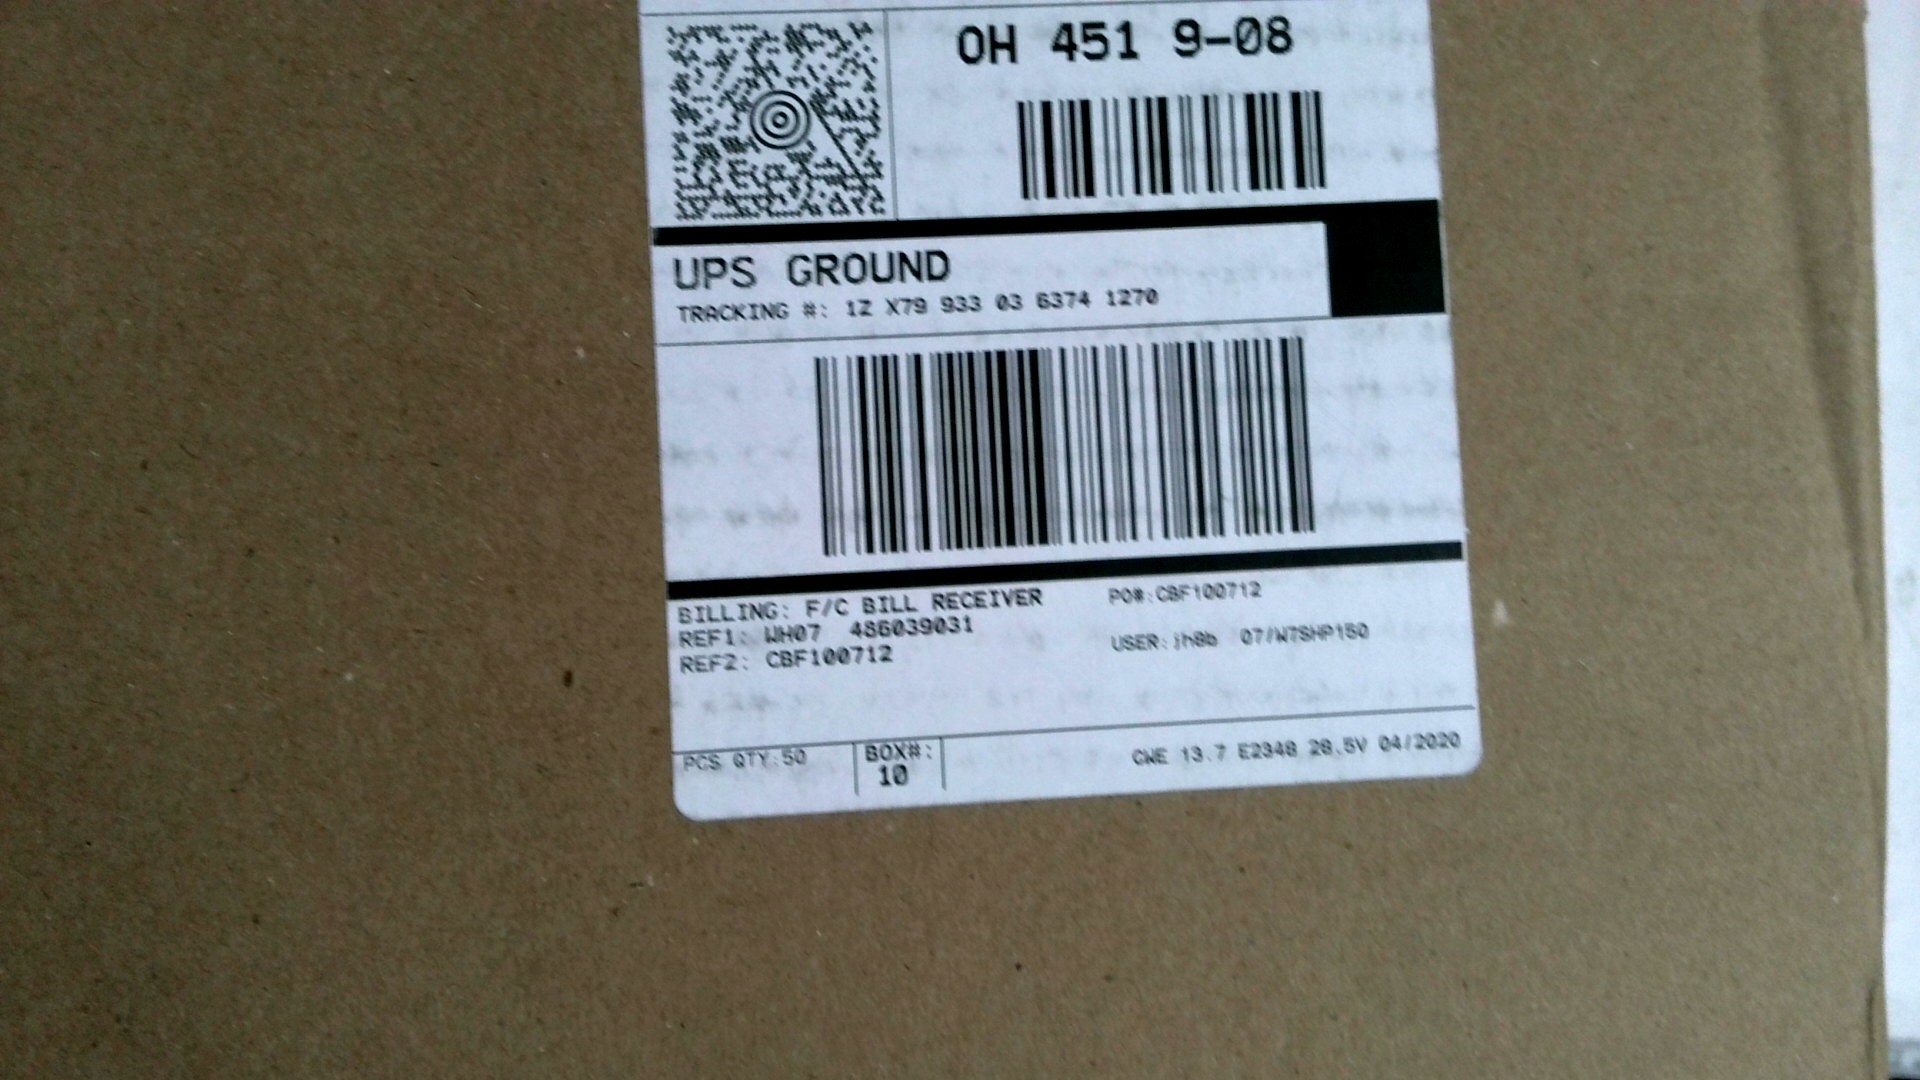 OH 451 9-08
UPS GROUND
TRACKING #: 1Z X79 933 03 6374 1270
BILLING: F/C BILL RECEIVER
REF1: WH07 486039031
REF2: CBF100712
PO#:CBF100712
USER:jh8b 07/W7SHP150
PCS QTY:50
BOX#:
10
CWE 13.7 E2348 28.5V 04/2020